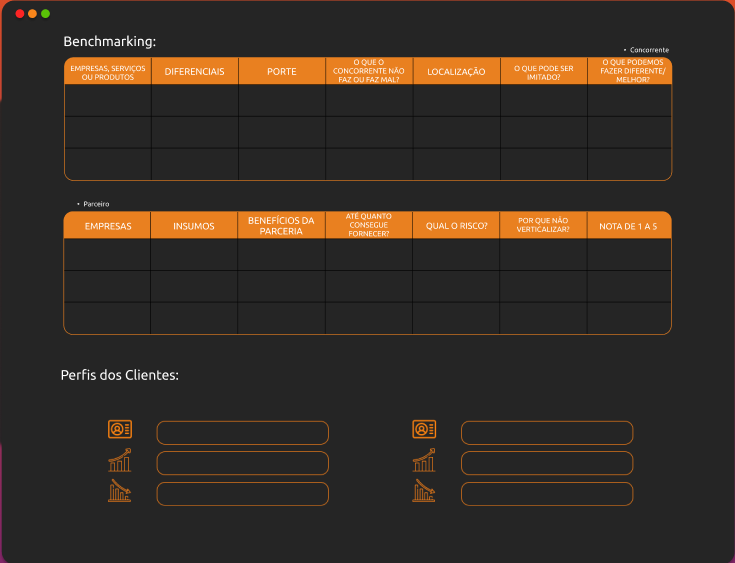 Benchmarking:
• Concorrente
EMPRESAS, SERVIÇOS
OU PRODUTOS
DIFERENCIAIS
PORTE
O QUE O
CONCORRENTE NÃO
FAZ OU FAZ MAL?
LOCALIZAÇÃO
O QUE PODE SER
IMITADO?
O QUE PODEMOS
FAZER DIFERENTE/
MELHOR?
• Parceiro
EMPRESAS
INSUMOS
BENEFÍCIOS DA
PARCERIA
ATÉ QUANTO
CONSEGUE
FORNECER?
QUAL O RISCO?
POR QUE NÃO
VERTICALIZAR?
NOTA DE 1 A 5
Perfis dos Clientes: